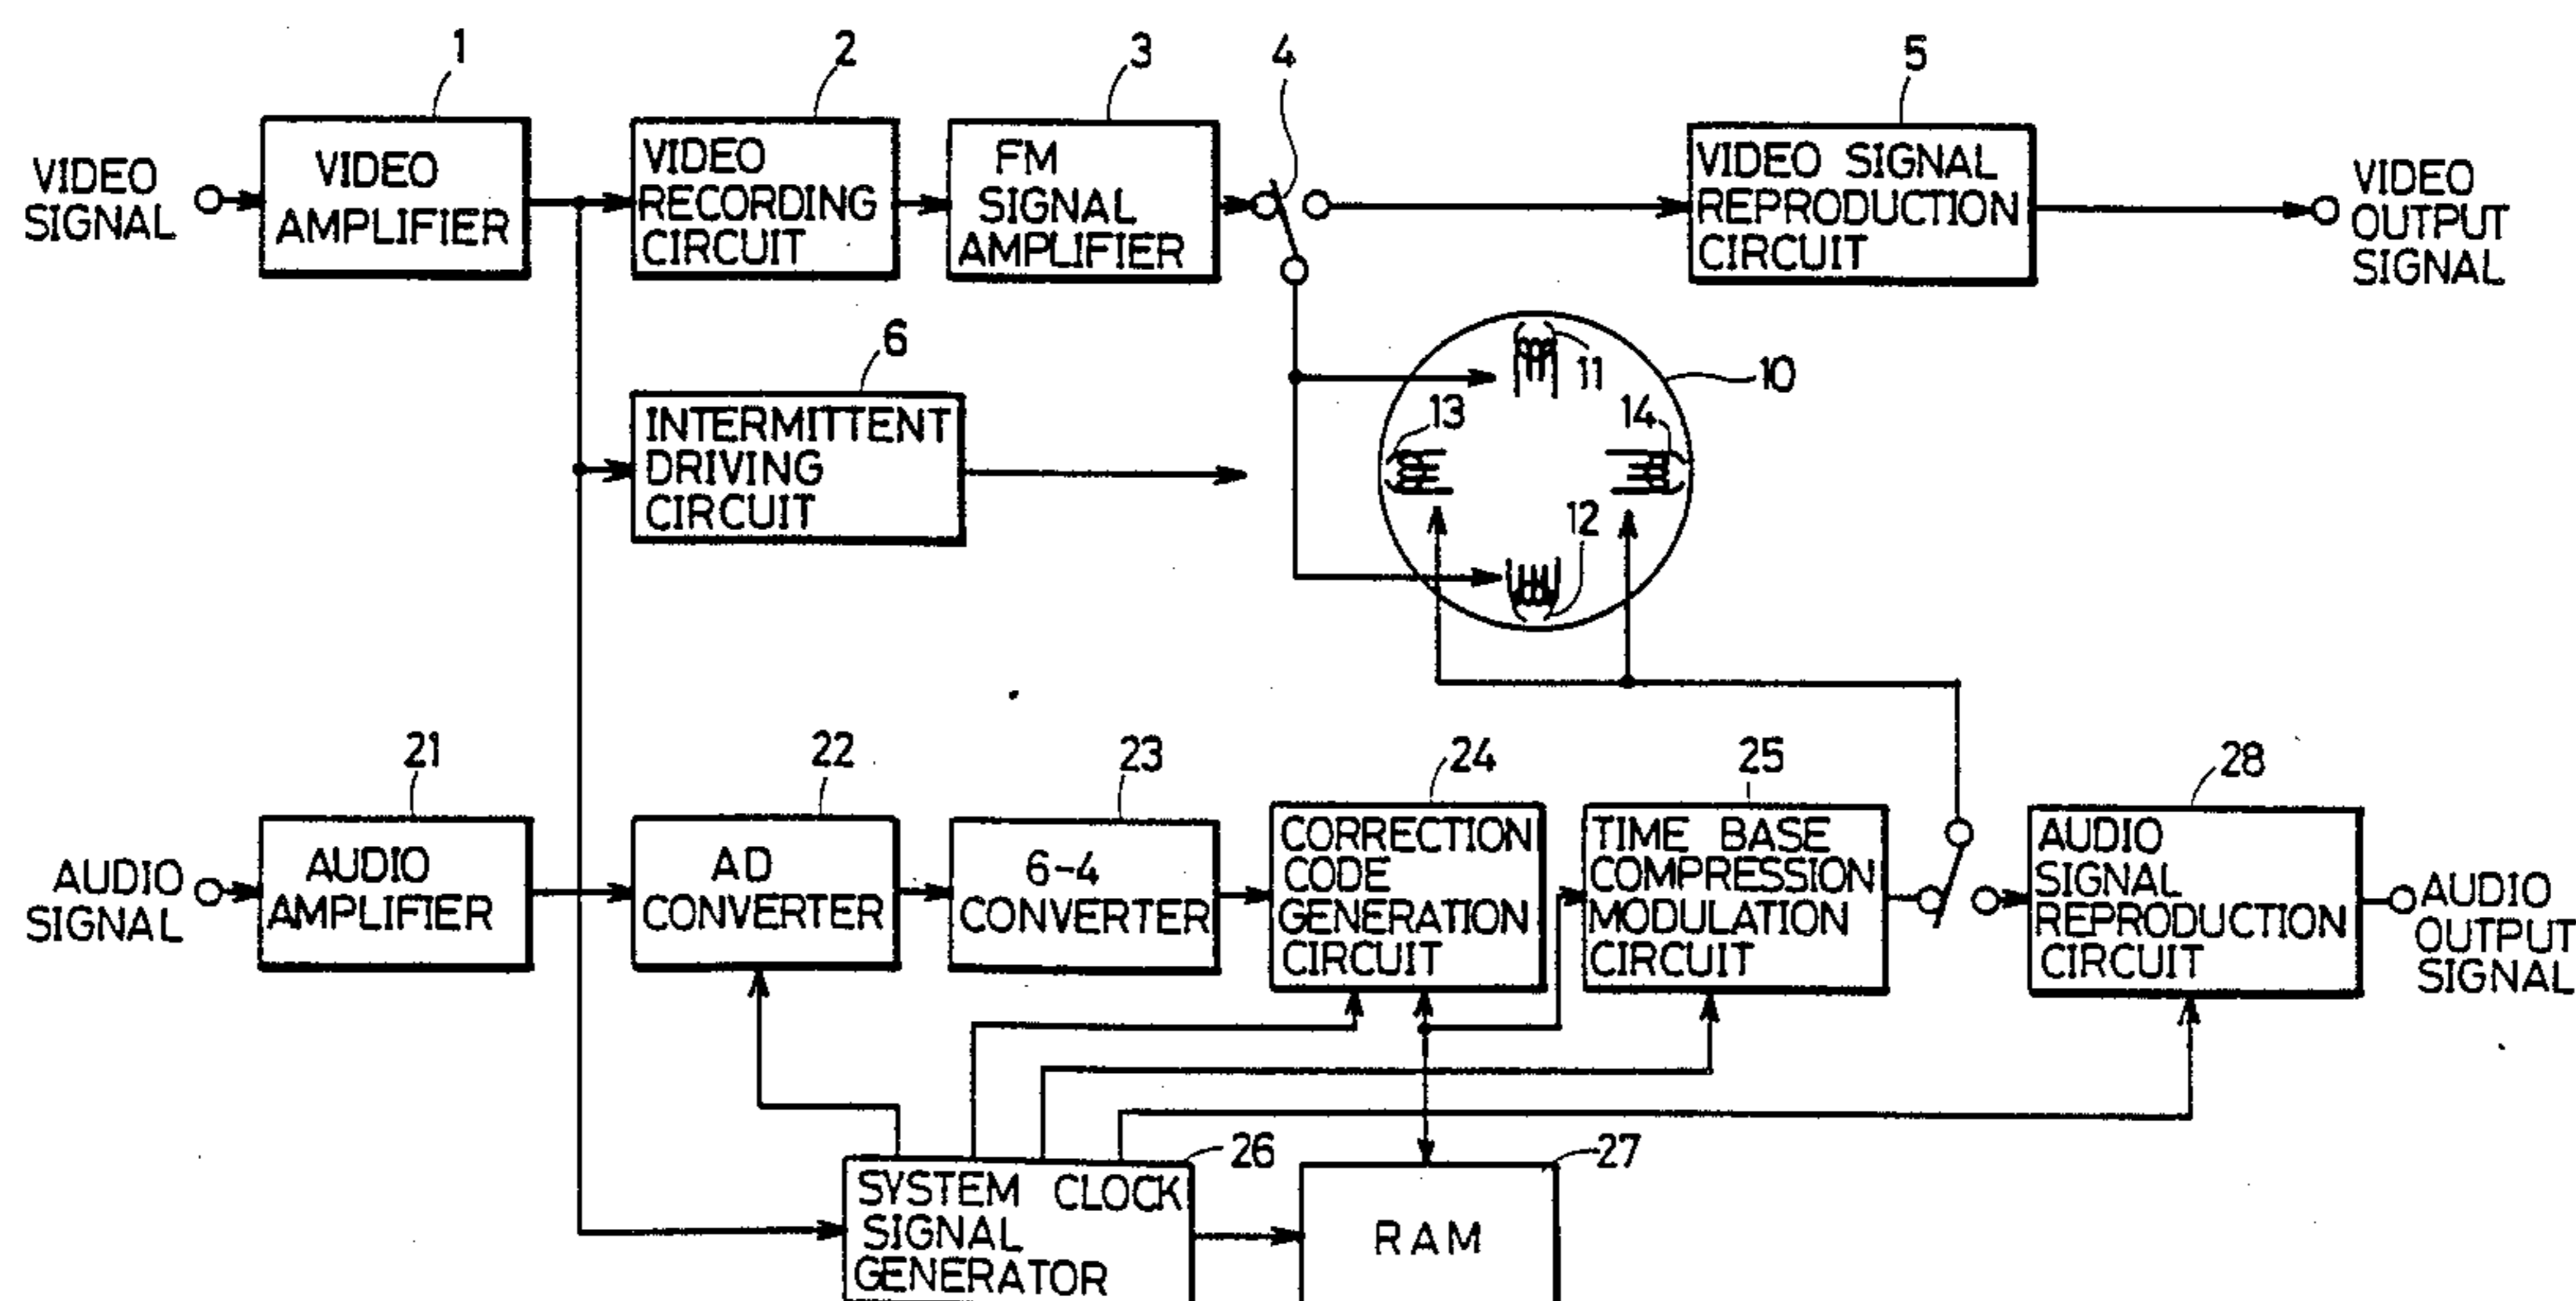 1
2
3
4
5
VIDEO
SIGNAL
VIDEO
AMPLIFIER
VIDEO
RECORDING
CIRCUIT
FM
SIGNAL
AMPLIFIER
VIDEO SIGNAL
REPRODUCTION
CIRCUIT
VIDEO
OUTPUT
SIGNAL
6
INTERMITTENT
DRIVING
CIRCUIT
11
10
13
14
12
21
22
23
24
25
28
AUDIO
SIGNAL
AUDIO
AMPLIFIER
AD
CONVERTER
6-4
CONVERTER
CORRECTION
CODE
GENERATION
CIRCUIT
TIME BASE
COMPRESSION
MODULATION
CIRCUIT
AUDIO
SIGNAL
REPRODUCTION
CIRCUIT
AUDIO
OUTPUT
SIGNAL
26
27
SYSTEM CLOCK
SIGNAL
GENERATOR
RAM